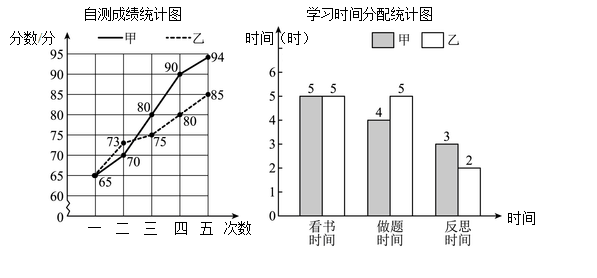 自测成绩统计图
分数/分
甲 乙
95
90
85
80
75
70
65
60
0
65
70
80
90
94
73
75
80
85
一 二 三 四 五 次数
学习时间分配统计图
时间（时）
甲 乙
6
5
4
3
2
1
0
5 5
4 5
3 2
看书时间
做题时间
反思时间
时间